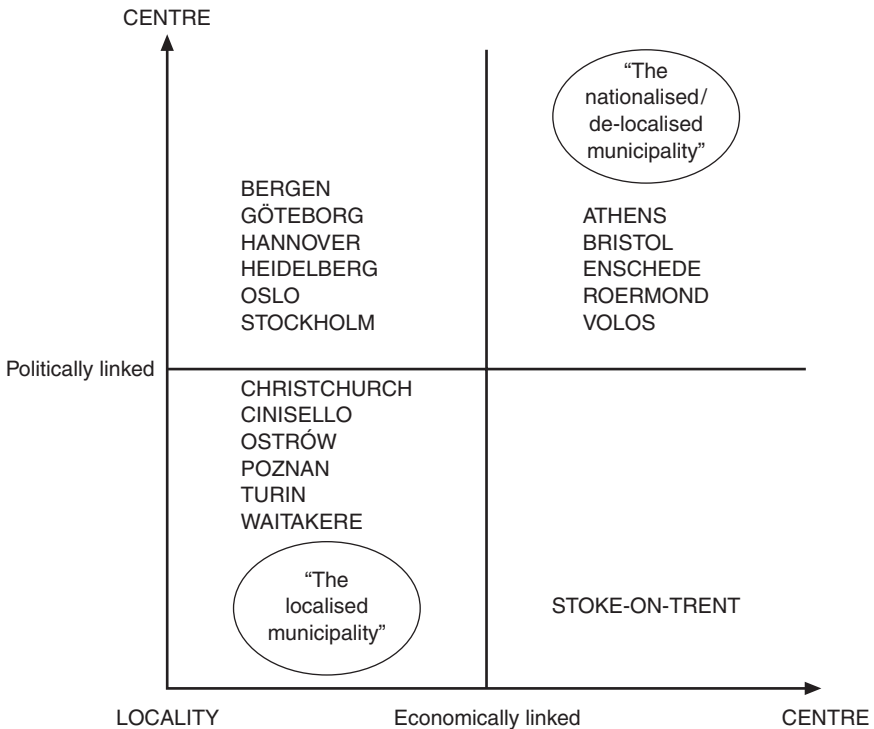 CENTRE
“The
nationalised/
de-localised
municipality”
BERGEN
GÖTEBORG
HANNOVER
HEIDELBERG
OSLO
STOCKHOLM
ATHENS
BRISTOL
ENSCHEDE
ROERMOND
VOLOS
Politically linked
CHRISTCHURCH
CINISELLO
OSTRÓW
POZNAN
TURIN
WAITAKERE
“The
localised
municipality”
STOKE-ON-TRENT
LOCALITY
Economically linked
CENTRE